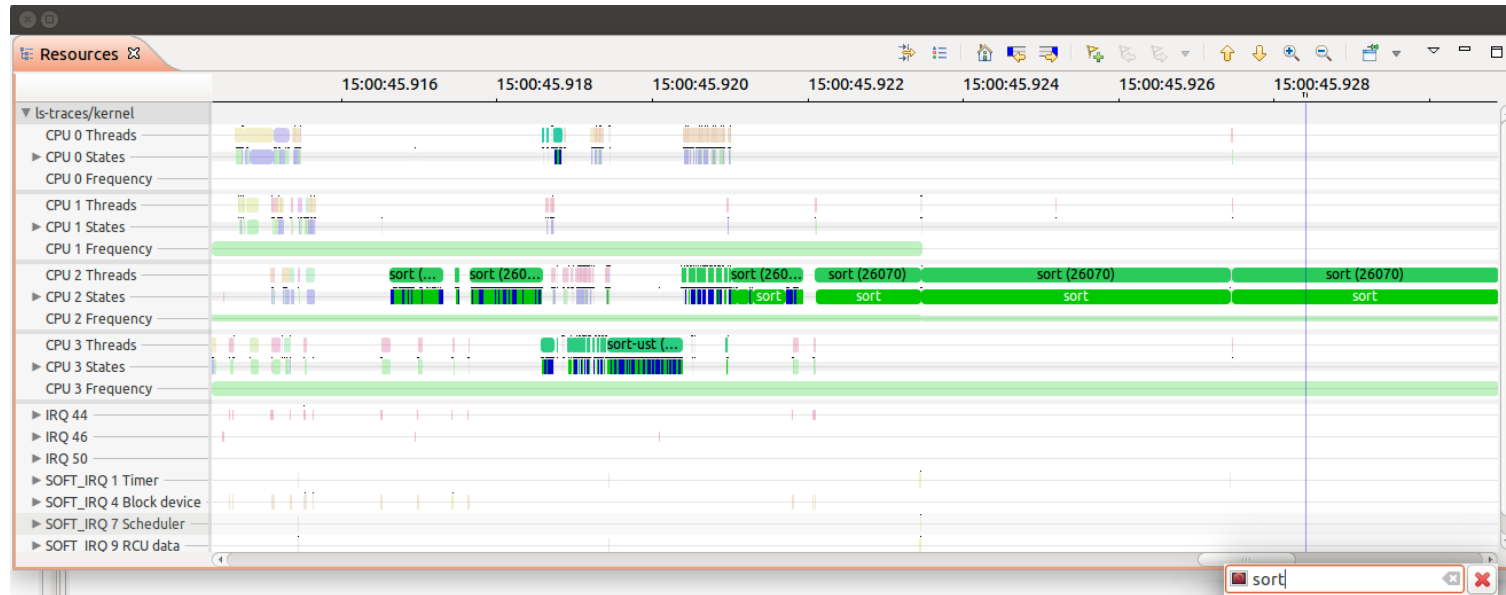 Resources
15:00:45.916 15:00:45.918 15:00:45.920 15:00:45.922 15:00:45.924 15:00:45.926 15:00:45.928
ls-traces/kernel
CPU 0 Threads
CPU 0 States
CPU 0 Frequency
CPU 1 Threads
CPU 1 States
CPU 1 Frequency
CPU 2 Threads sort (... sort (260... sort (260... sort (26070) sort (26070) sort (26070)
CPU 2 States sort sort sort sort
CPU 2 Frequency
CPU 3 Threads sort-ust (...
CPU 3 States
CPU 3 Frequency
IRQ 44
IRQ 46
IRQ 50
SOFT_IRQ 1 Timer
SOFT_IRQ 4 Block device
SOFT_IRQ 7 Scheduler
SOFT_IRQ 9 RCU data
sort